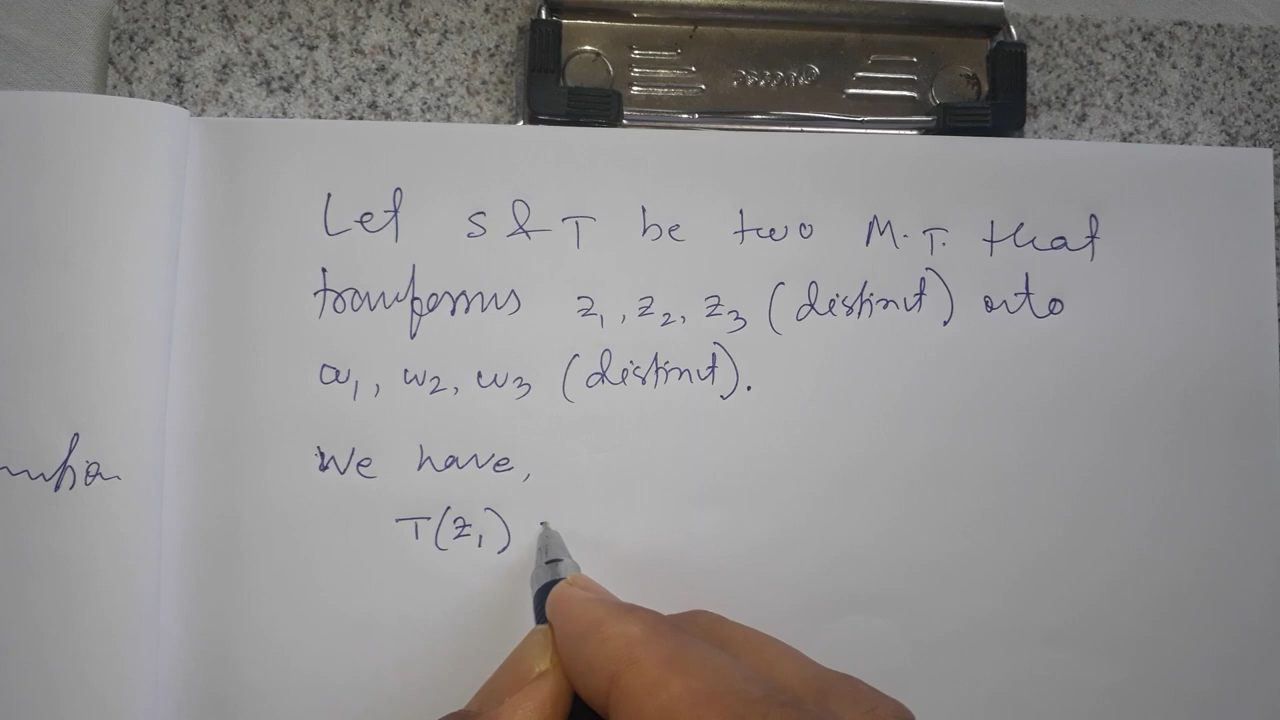 Let S & T be two M.T. that
transforms z₁, z₂, z₃ (distinct) onto
w₁, w₂, w₃ (distinct).
We have,
T(z₁)